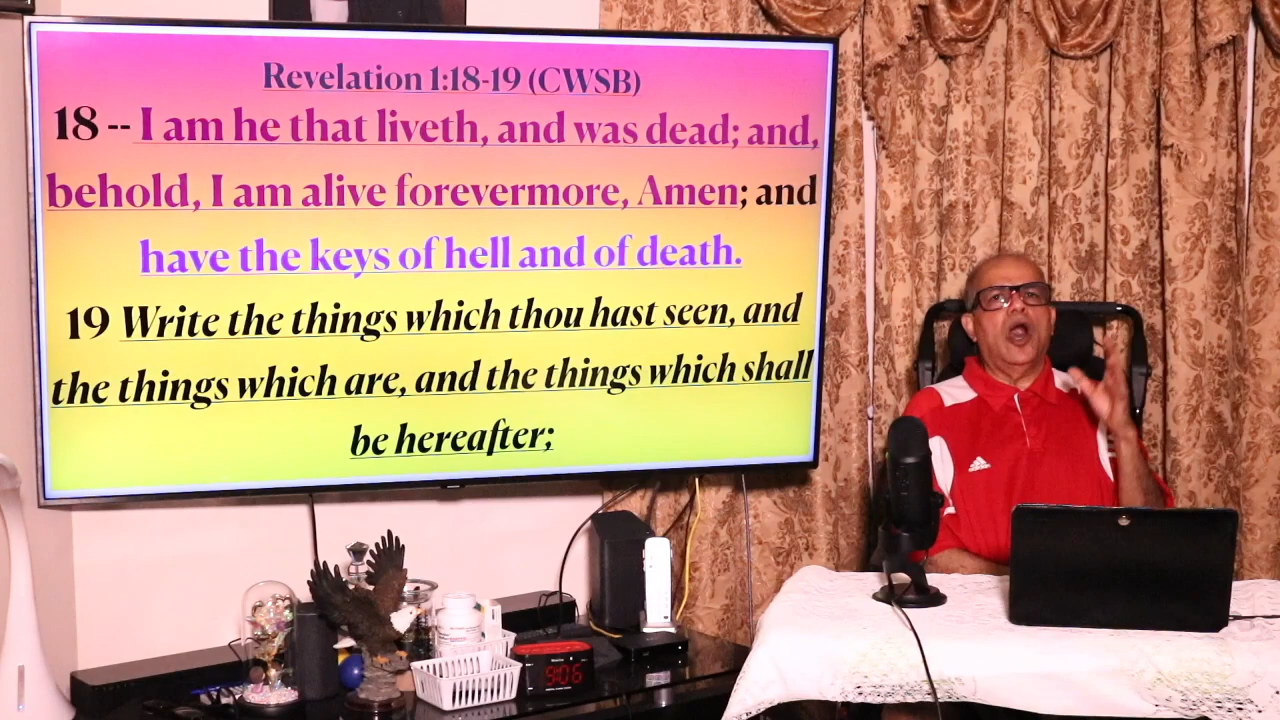 Revelation 1:18-19 (CWSB)
18 -- I am he that liveth, and was dead; and,
behold, I am alive forevermore, Amen; and
have the keys of hell and of death.
19 Write the things which thou hast seen, and
the things which are, and the things which shall
be hereafter;
adidas
9:06